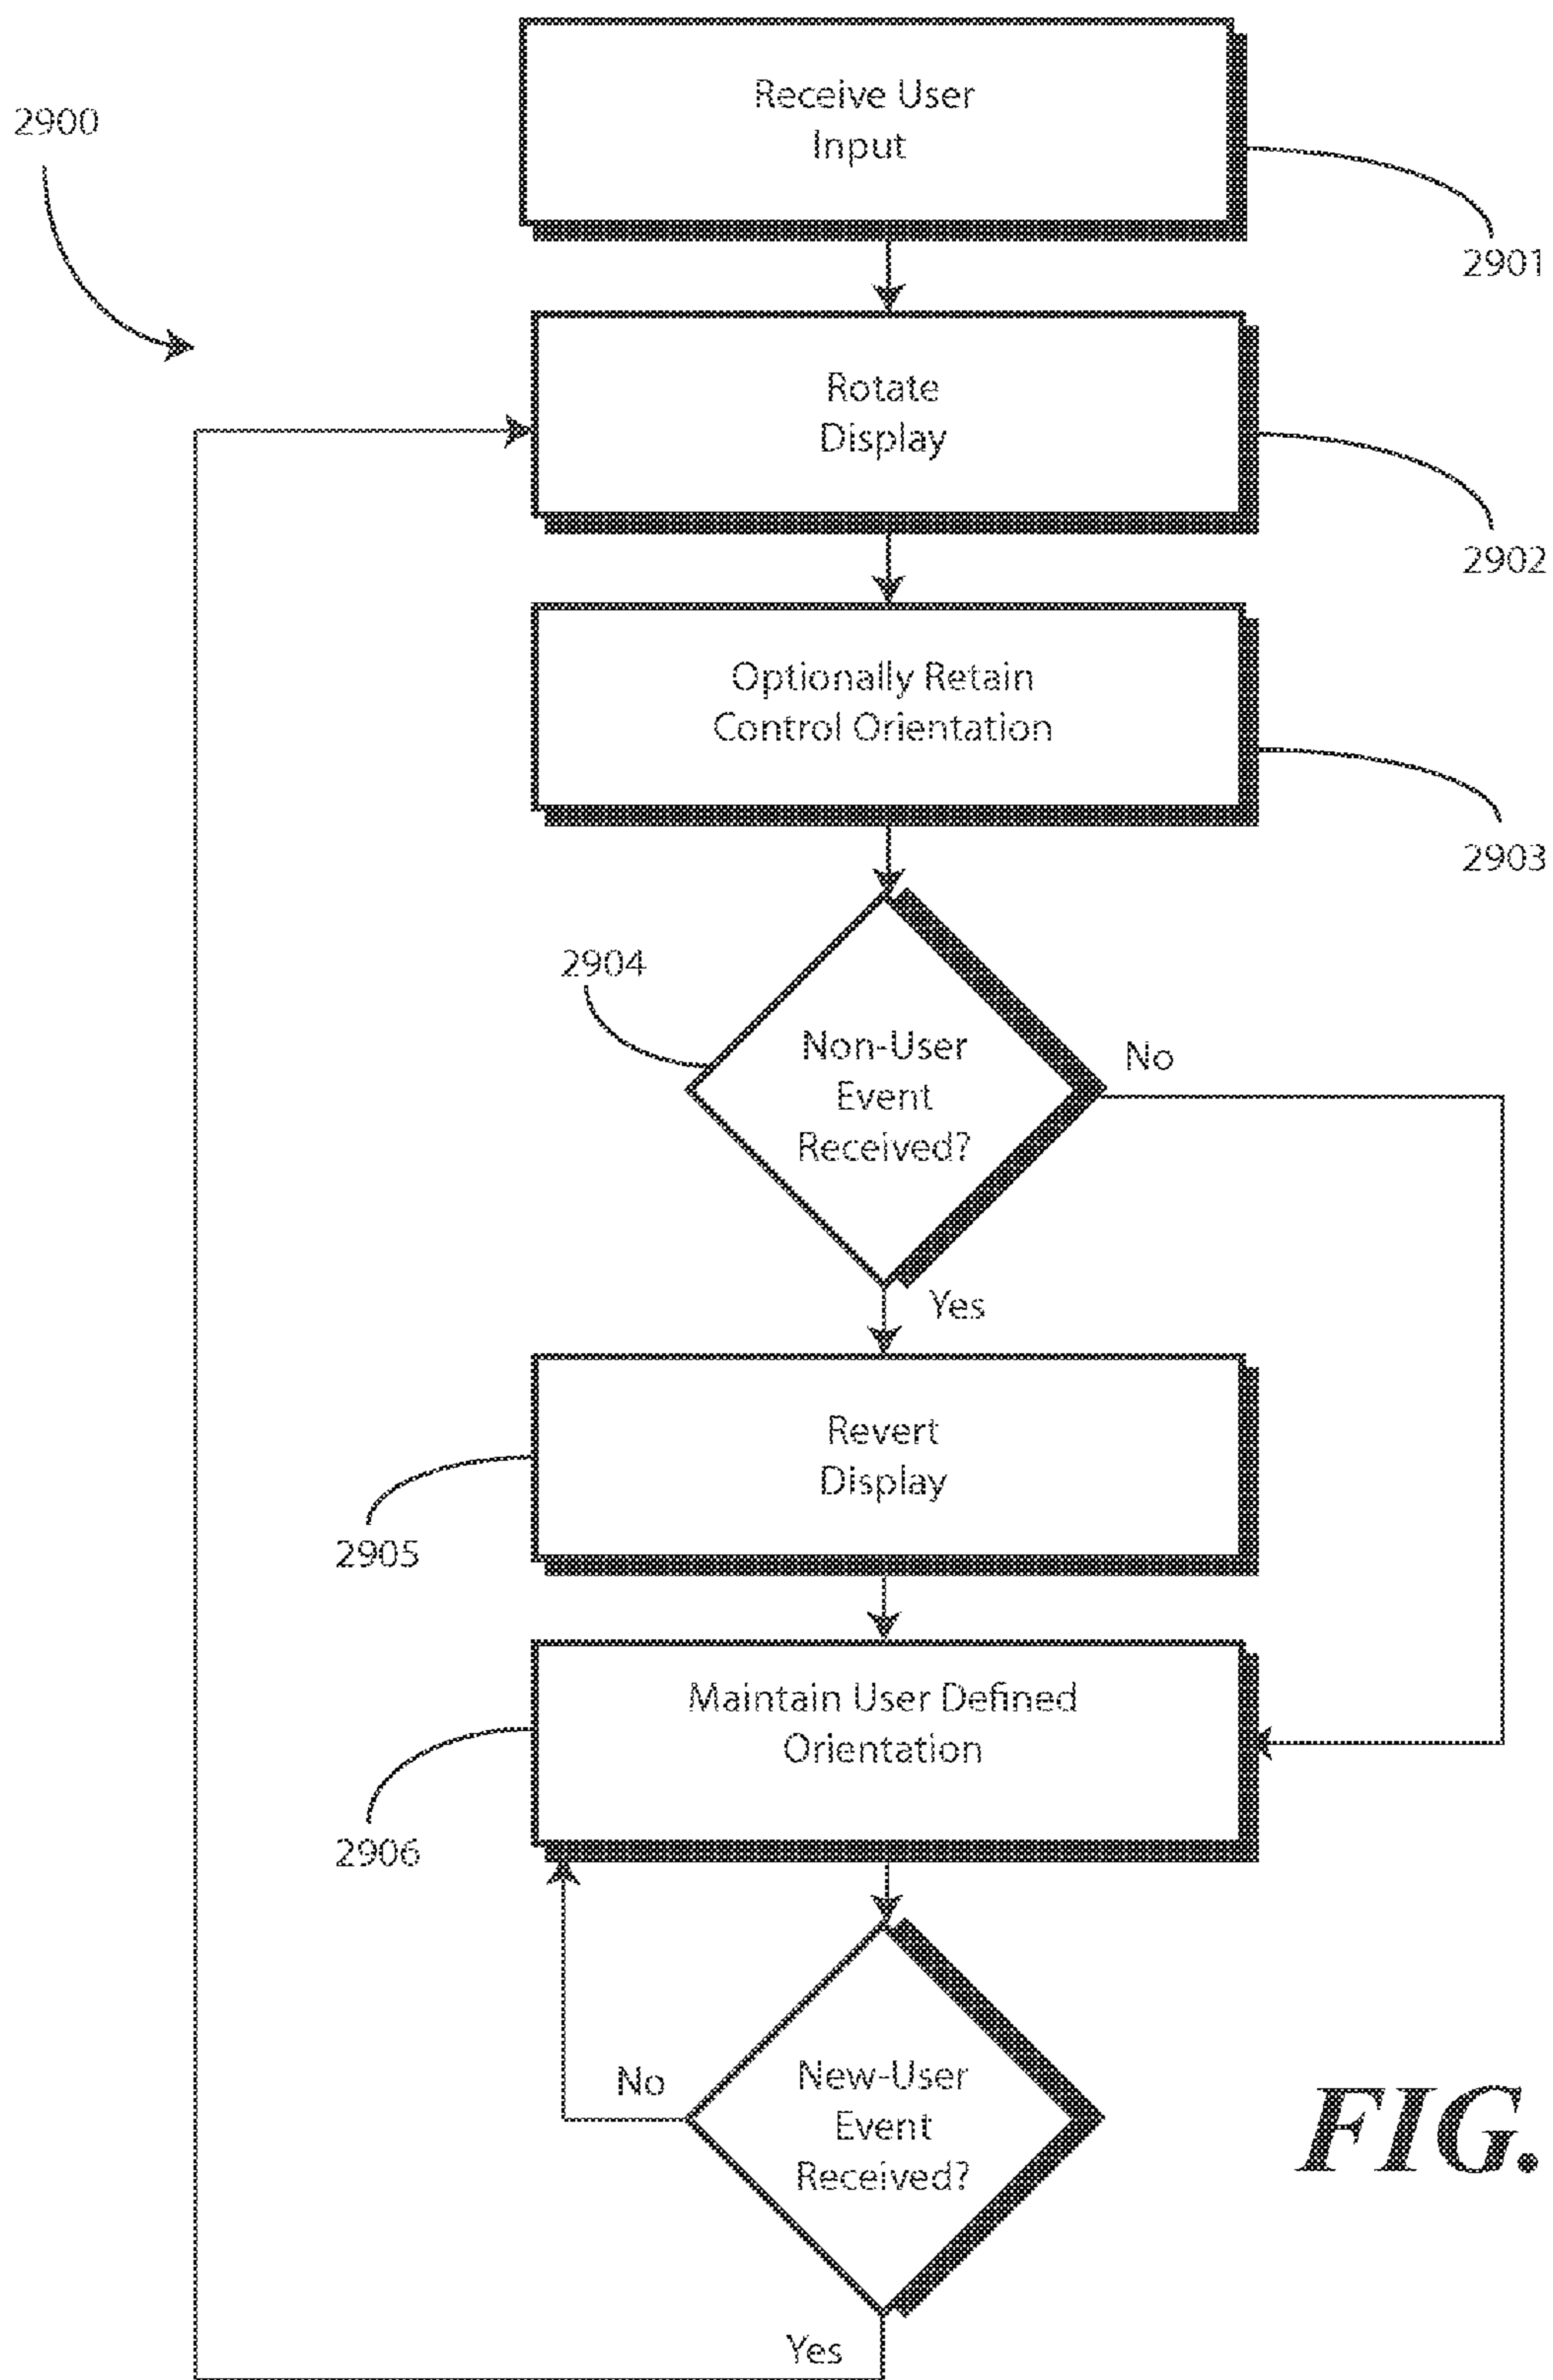 Receive User
Input
2900
2901
Rotate
Display
2902
Optionally Retain
Control Orientation
2903
2904
Non-User
Event
Received?
No
Yes
Revert
Display
2905
Maintain User Defined
Orientation
2906
No
New-User
Event
Received?
FIG.
Yes